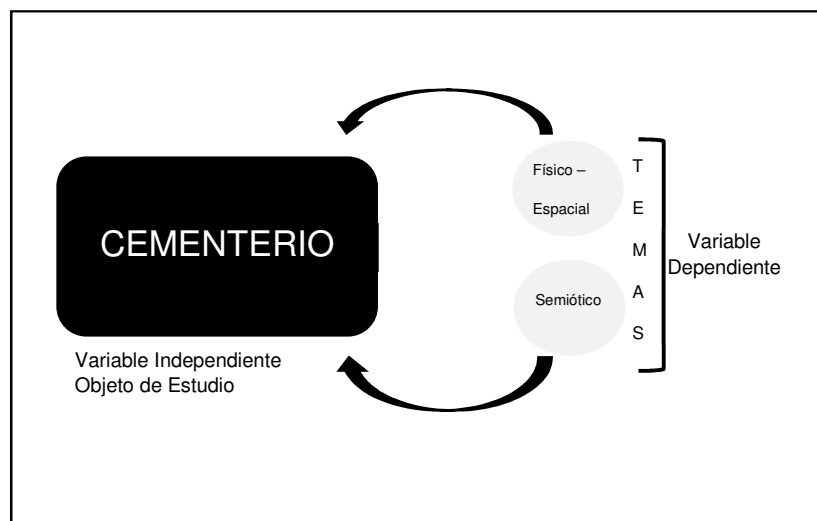 CEMENTERIO
Variable Independiente
Objeto de Estudio
Físico –
Espacial
Semiótico
T
E
M
A
S
Variable
Dependiente